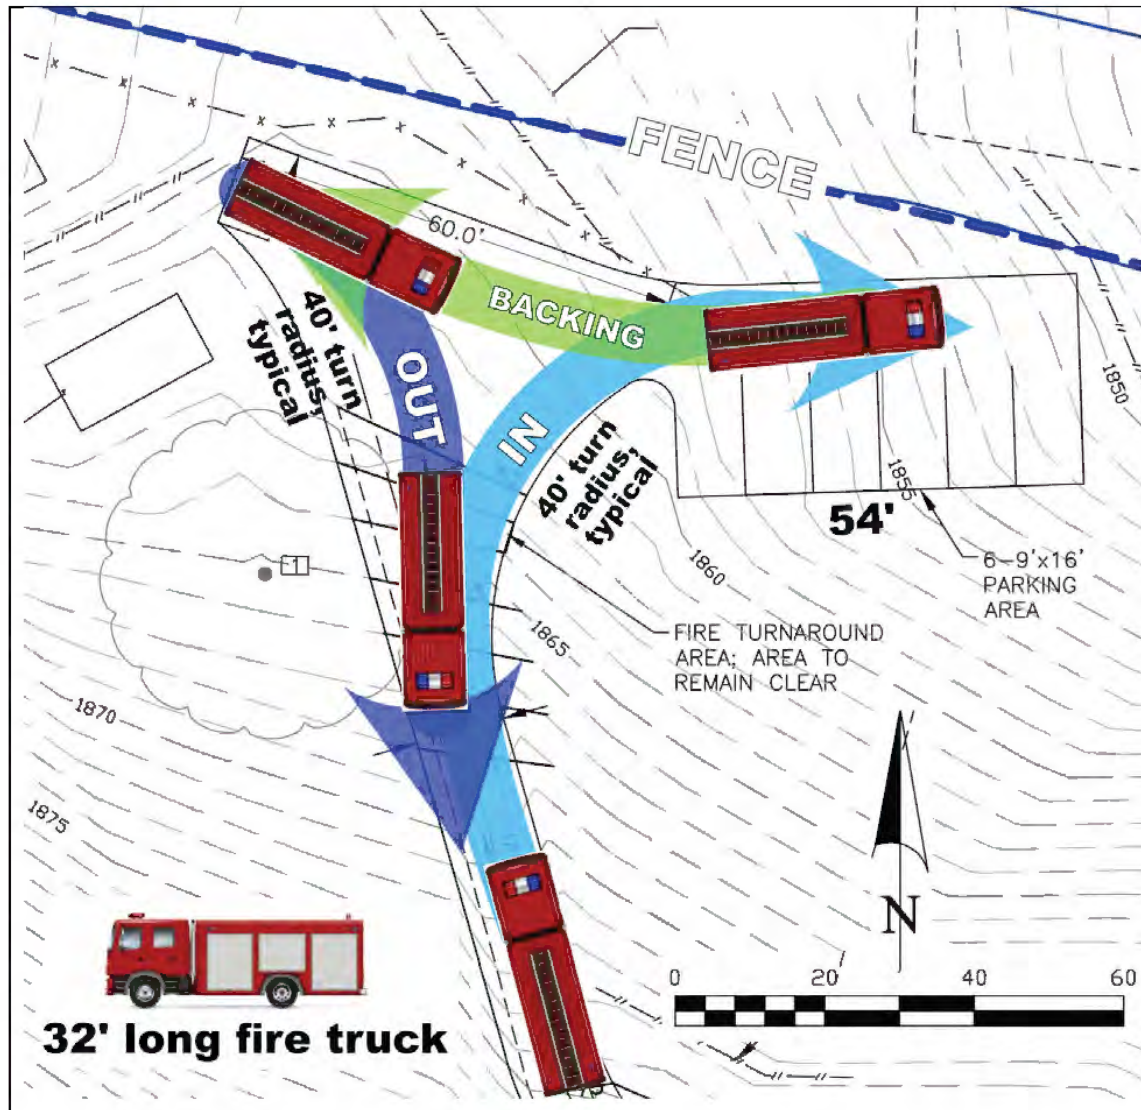 FENCE
60.0'
BACKING
40' turn
radius,
typical
OUT
IN
40' turn
radius,
typical
1850
1855
54'
6-9'x16'
PARKING
AREA
1
1860
1865
FIRE TURNAROUND
AREA; AREA TO
REMAIN CLEAR
1870
1875
N
0 20 40 60
32' long fire truck